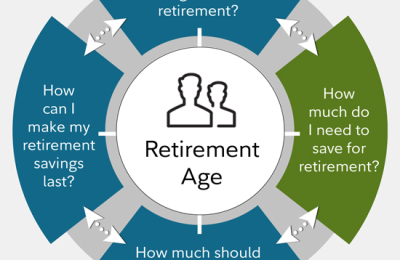 retirement?
How
can I
make my
retirement
savings
last?
Retirement
Age
How
much do
I need to
save for
retirement?
How much should